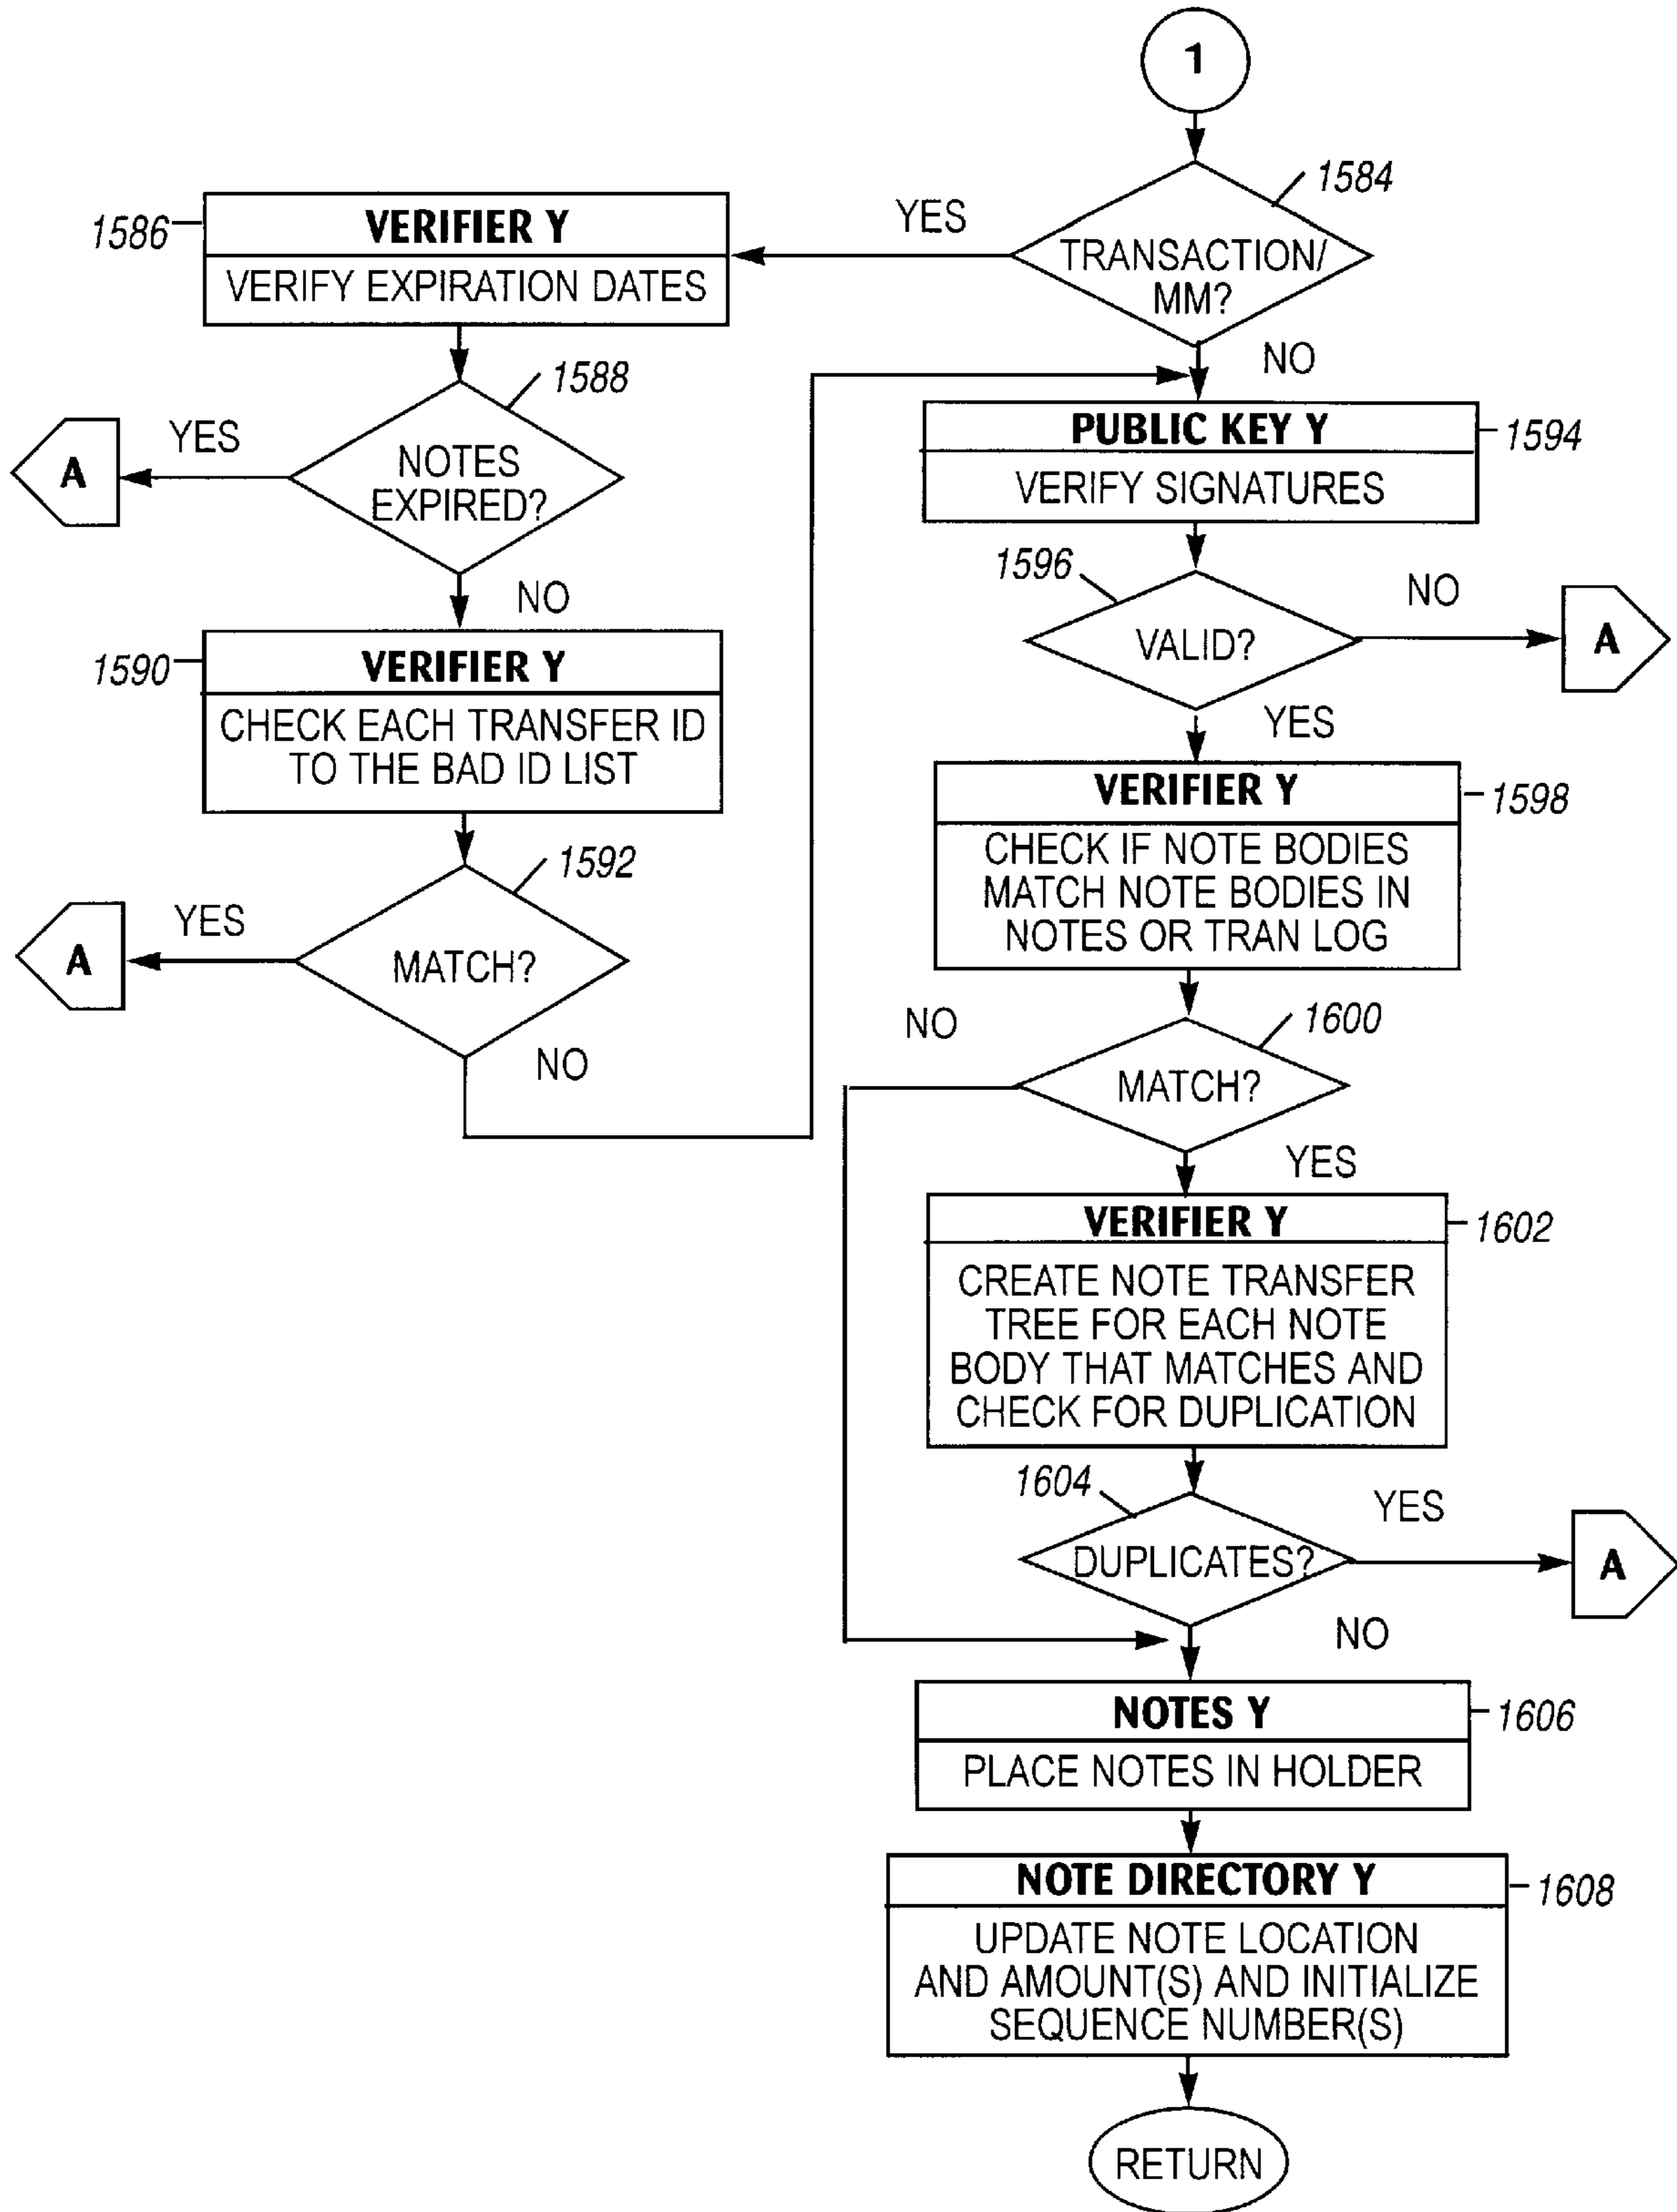 1
1584
TRANSACTION/
MM?
YES
NO
1586
VERIFIER Y
VERIFY EXPIRATION DATES
1588
NOTES
EXPIRED?
YES
A
NO
1590
VERIFIER Y
CHECK EACH TRANSFER ID
TO THE BAD ID LIST
1592
MATCH?
YES
A
NO
PUBLIC KEY Y
1594
VERIFY SIGNATURES
1596
VALID?
NO
A
YES
VERIFIER Y
1598
CHECK IF NOTE BODIES
MATCH NOTE BODIES IN
NOTES OR TRAN LOG
1600
NO
MATCH?
YES
VERIFIER Y
1602
CREATE NOTE TRANSFER
TREE FOR EACH NOTE
BODY THAT MATCHES AND
CHECK FOR DUPLICATION
1604
DUPLICATES?
YES
A
NO
NOTES Y
1606
PLACE NOTES IN HOLDER
NOTE DIRECTORY Y
1608
UPDATE NOTE LOCATION
AND AMOUNT(S) AND INITIALIZE
SEQUENCE NUMBER(S)
RETURN